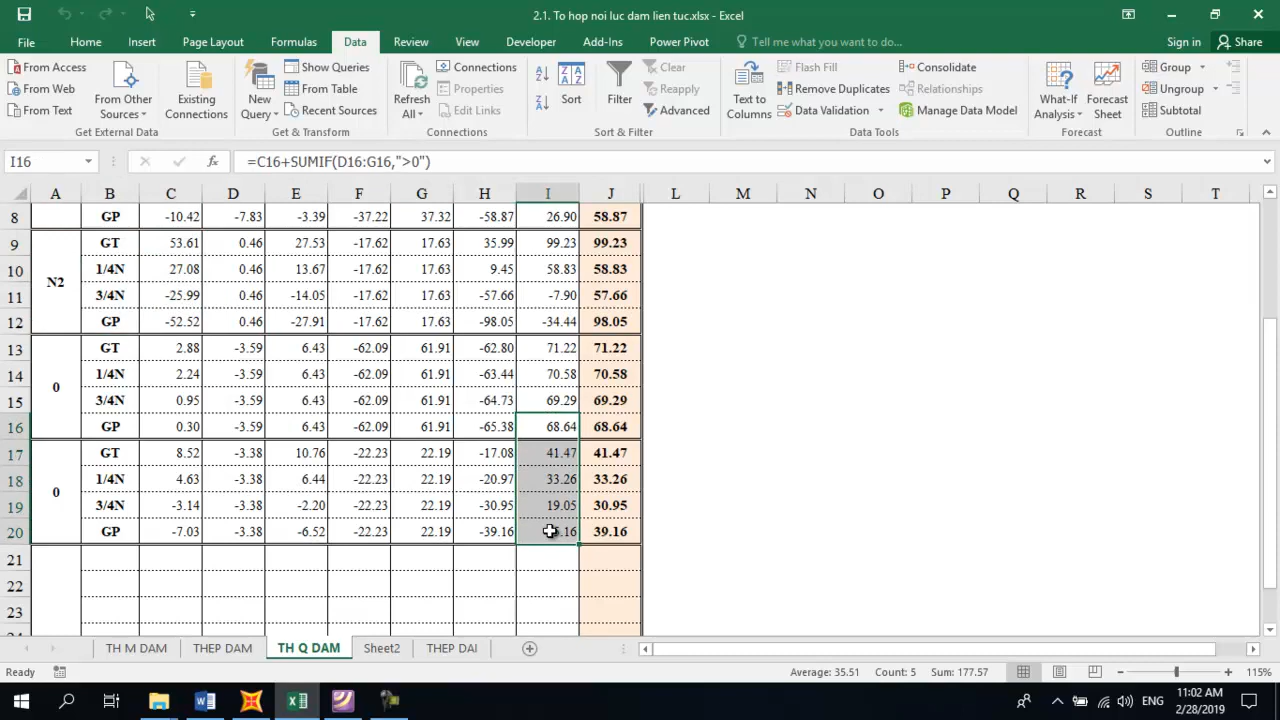 2.1. To hop noi luc dam lien tuc.xlsx - Excel
File Home Insert Page Layout Formulas Data Review View Developer Add-Ins Power Pivot Tell me what you want to do... Sign in Share
From Access From Web From Text From Other Sources Existing Connections New Query Show Queries From Table Recent Sources Refresh All Connections Properties Edit Links Sort Filter Clear Reapply Advanced Text to Columns Flash Fill Remove Duplicates Data Validation Consolidate Relationships Manage Data Model What-If Analysis Forecast Sheet Group Ungroup Subtotal
Get External Data Get & Transform Connections Sort & Filter Data Tools Forecast Outline
I16 fx =C16+SUMIF(D16:G16,">0")
A B C D E F G H I J L M N O P Q R S T
8 GP -10.42 -7.83 -3.39 -37.22 37.32 -58.87 26.90 58.87
9 GT 53.61 0.46 27.53 -17.62 17.63 35.99 99.23 99.23
10 1/4N 27.08 0.46 13.67 -17.62 17.63 9.45 58.83 58.83
N2
11 3/4N -25.99 0.46 -14.05 -17.62 17.63 -57.66 -7.90 57.66
12 GP -52.52 0.46 -27.91 -17.62 17.63 -98.05 -34.44 98.05
13 GT 2.88 -3.59 6.43 -62.09 61.91 -62.80 71.22 71.22
14 1/4N 2.24 -3.59 6.43 -62.09 61.91 -63.44 70.58 70.58
0
15 3/4N 0.95 -3.59 6.43 -62.09 61.91 -64.73 69.29 69.29
16 GP 0.30 -3.59 6.43 -62.09 61.91 -65.38 68.64 68.64
17 GT 8.52 -3.38 10.76 -22.23 22.19 -17.08 41.47 41.47
18 1/4N 4.63 -3.38 6.44 -22.23 22.19 -20.97 33.26 33.26
0
19 3/4N -3.14 -3.38 -2.20 -22.23 22.19 -30.95 19.05 30.95
20 GP -7.03 -3.38 -6.52 -22.23 22.19 -39.16 .16 39.16
21
22
23
TH M DAM THEP DAM TH Q DAM Sheet2 THEP DAI
Ready Average: 35.51 Count: 5 Sum: 177.57 115%
ENG 11:02 AM
2/28/2019